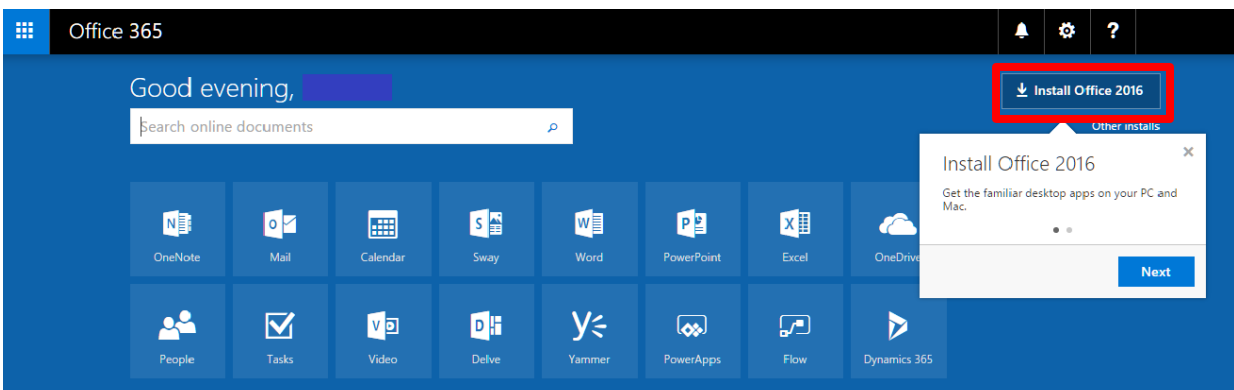 Office 365
?
Good evening,
Install Office 2016
Search online documents
Other installs
Install Office 2016
Get the familiar desktop apps on your PC and
Mac.
Next
N
O
S
W
P
X
OneNote
Mail
Calendar
Sway
Word
PowerPoint
Excel
OneDrive
V
D
People
Tasks
Video
Delve
Yammer
PowerApps
Flow
Dynamics 365